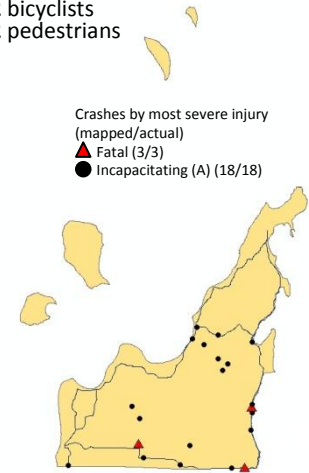 bicyclists
pedestrians
Crashes by most severe injury
(mapped/actual)
Fatal (3/3)
Incapacitating (A) (18/18)